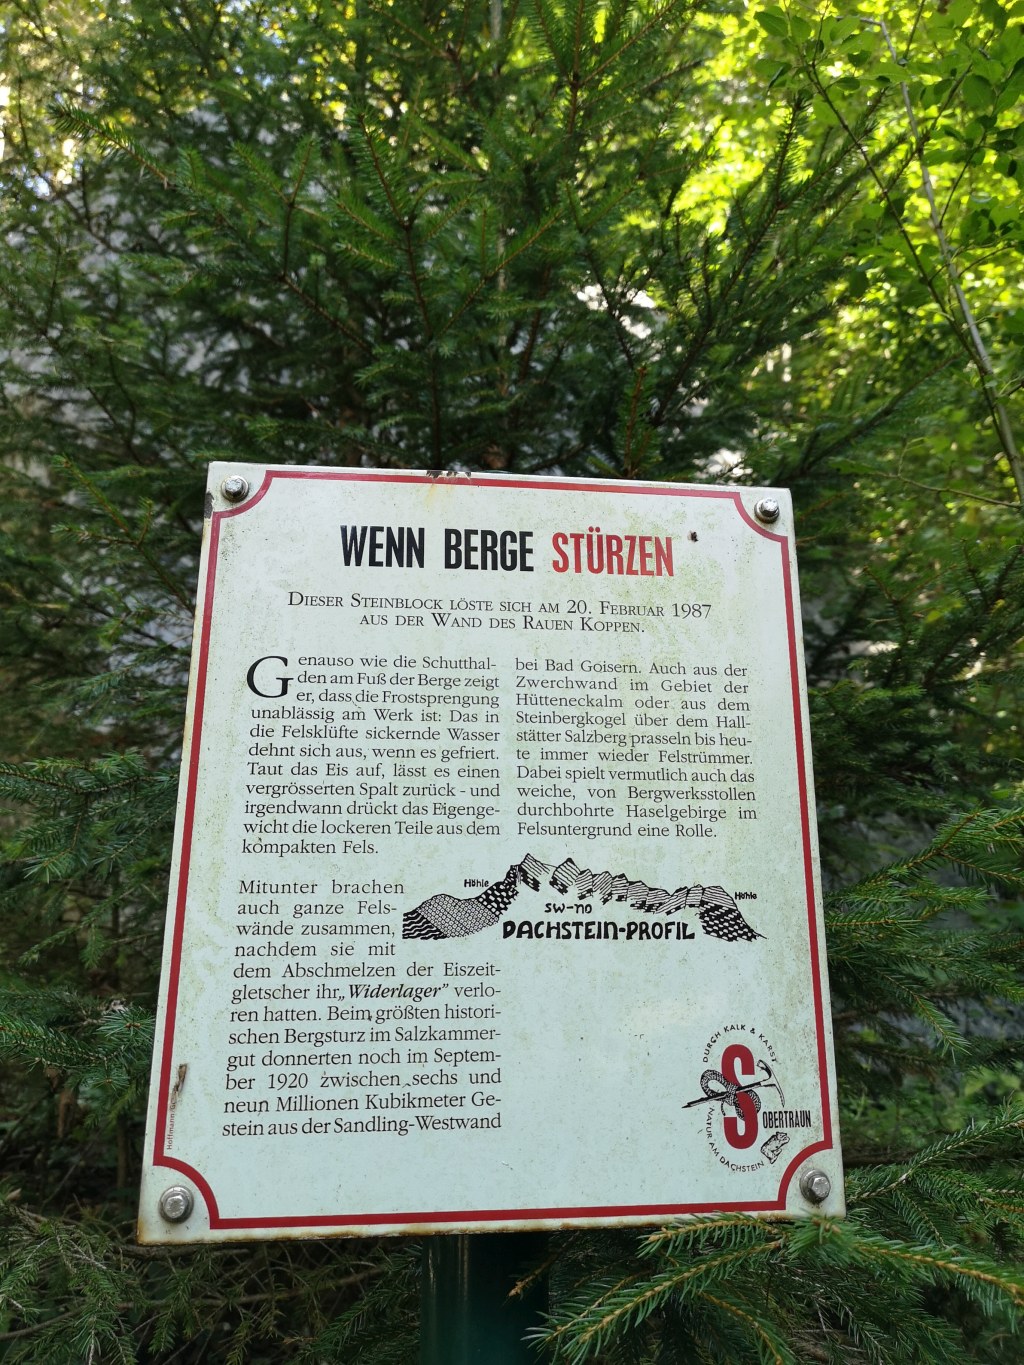 WENN BERGE STÜRZEN
DIESER STEINBLOCK LÖSTE SICH AM 20. FEBRUAR 1987
AUS DER WAND DES RAUEN KOPPEN.
Genauso wie die Schutthal-
den am Fuß der Berge zeigt
er, dass die Frostsprengung
unablässig am Werk ist: Das in
die Felsklüfte sickernde Wasser
dehnt sich aus, wenn es gefriert.
Taut das Eis auf, lässt es einen
vergrösserten Spalt zurück - und
irgendwann drückt das Eigenge-
wicht die lockeren Teile aus dem
kompakten Fels.
Mitunter brachen
auch ganze Fels-
wände zusammen,
nachdem sie mit
dem Abschmelzen der Eiszeit-
gletscher ihr „Widerlager" verlo-
ren hatten. Beim größten histori-
schen Bergsturz im Salzkammer-
gut donnerten noch im Septem-
ber 1920 zwischen sechs und
neun Millionen Kubikmeter Ge-
stein aus der Sandling-Westwand
bei Bad Goisern. Auch aus der
Zwerchwand im Gebiet der
Hütteneckalm oder aus dem
Steinbergkogel über dem Hall-
stätter Salzberg prasseln bis heu-
te immer wieder Felstrümmer.
Dabei spielt vermutlich auch das
weiche, von Bergwerksstollen
durchbohrte Haselgebirge im
Felsuntergrund eine Rolle.
Höhle
Höhle
SW-NO
DACHSTEIN-PROFIL
DURCH KALK & KARST
S
OBERTRAUN
NATUR AM DACHSTEIN
Hoffmann